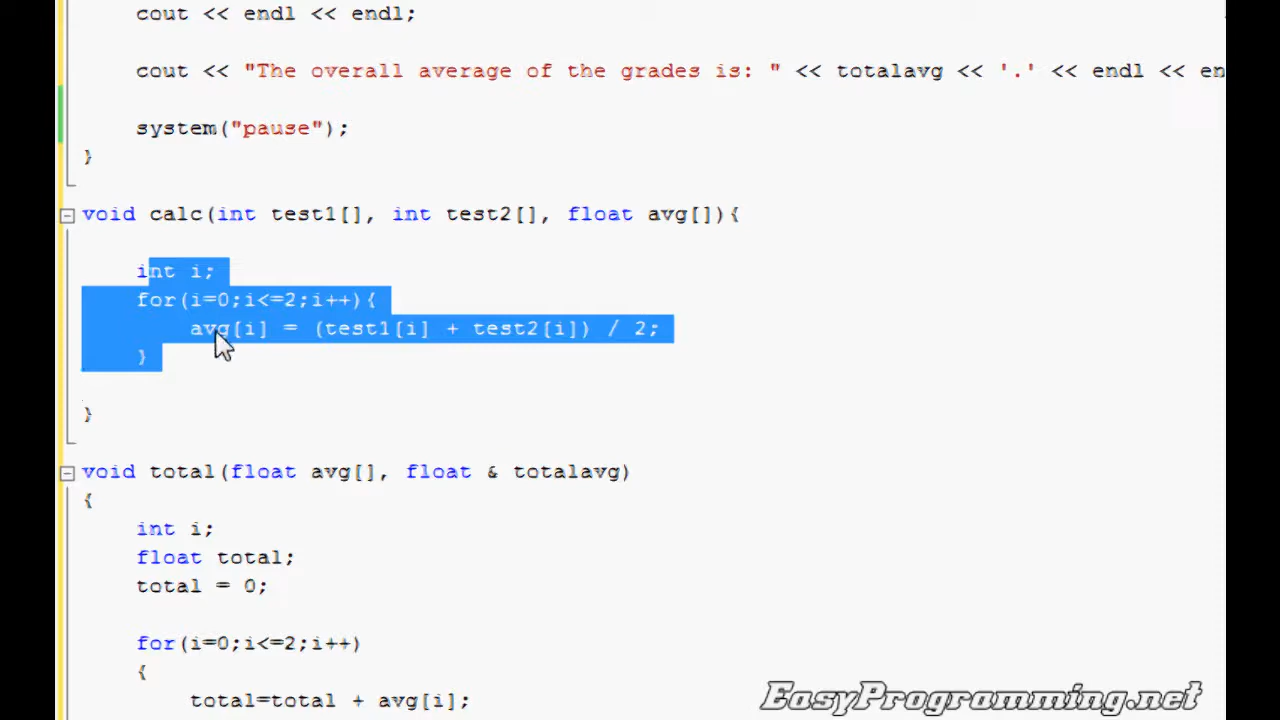 cout << endl << endl;
cout << "The overall average of the grades is: " << totalavg << '.' << endl << en
system("pause");
}
void calc(int test1[], int test2[], float avg[]){
int i;
for(i=0;i<=2;i++){
avg[i] = (test1[i] + test2[i]) / 2;
}
}
void total(float avg[], float & totalavg)
{
int i;
float total;
total = 0;
for(i=0;i<=2;i++)
{
total=total + avg[i];
EasyProgramming.net